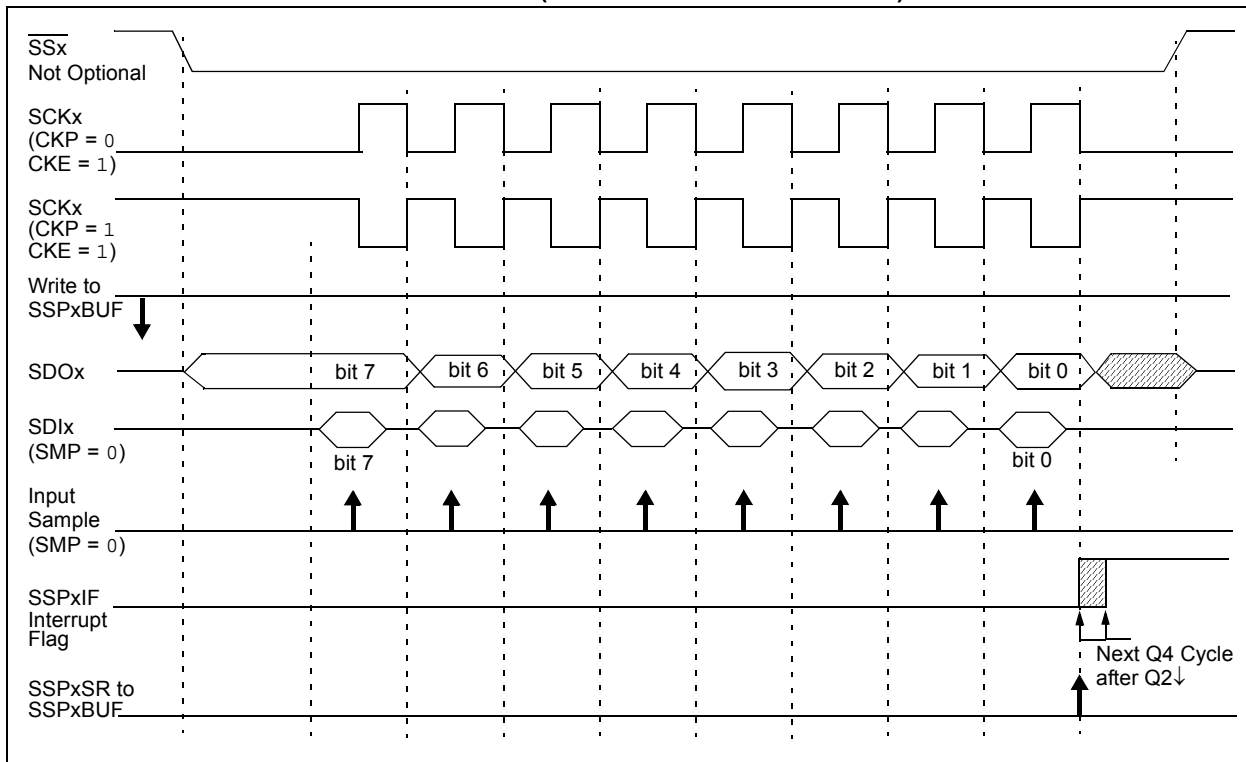 SSx
Not Optional
SCKx
(CKP = 0
CKE = 1)
SCKx
(CKP = 1
CKE = 1)
Write to
SSPxBUF
SDOx
bit 7
bit 6
bit 5
bit 4
bit 3
bit 2
bit 1
bit 0
SDIx
(SMP = 0)
bit 7
bit 0
Input
Sample
(SMP = 0)
SSPxIF
Interrupt
Flag
Next Q4 Cycle
after Q2↓
SSPxSR to
SSPxBUF